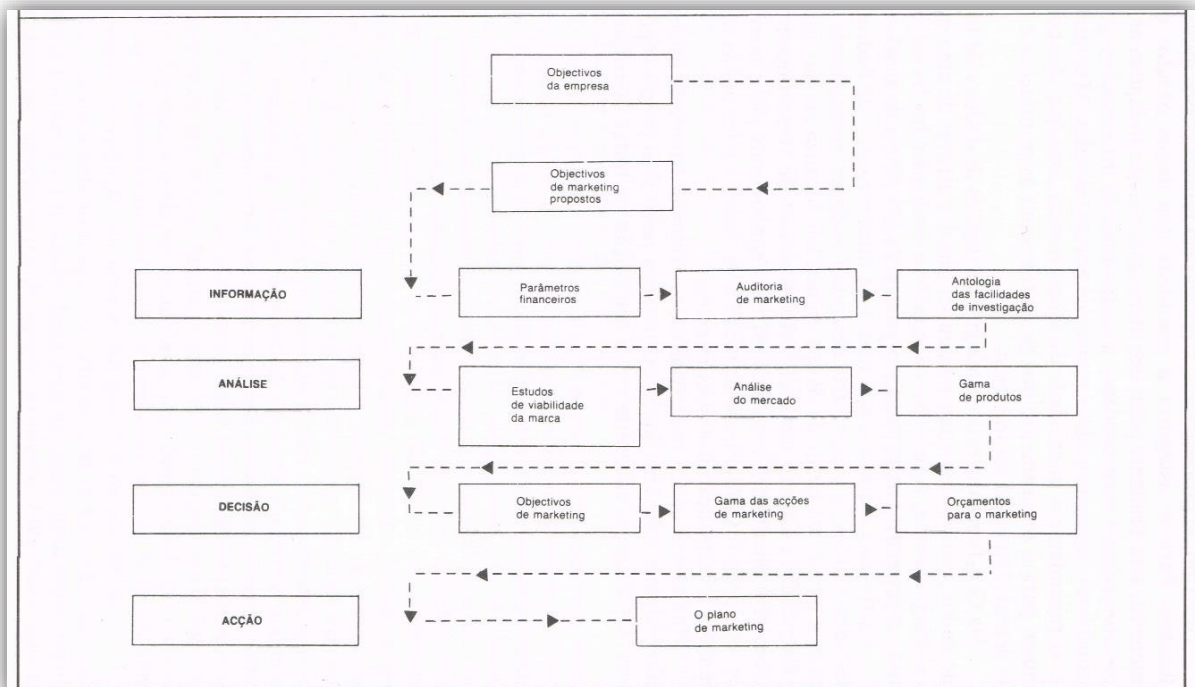 Objectivos
da empresa
Objectivos
de marketing
propostos
INFORMAÇÃO
Parâmetros
financeiros
Auditoria
de marketing
Antologia
das facilidades
de investigação
ANÁLISE
Estudos
de viabilidade
da marca
Análise
do mercado
Gama
de produtos
DECISÃO
Objectivos
de marketing
Gama das acções
de marketing
Orçamentos
para o marketing
ACÇÃO
O plano
de marketing